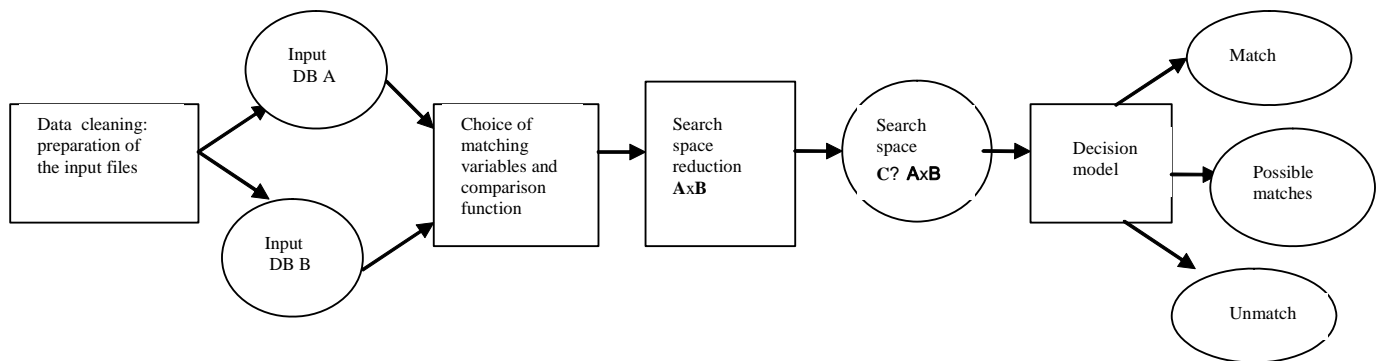 Data cleaning:
preparation of
the input files
Input
DB A
Input
DB B
Choice of
matching
variables and
comparison
function
Search
space
reduction
AxB
Search
space
C? AxB
Decision
model
Match
Possible
matches
Unmatch